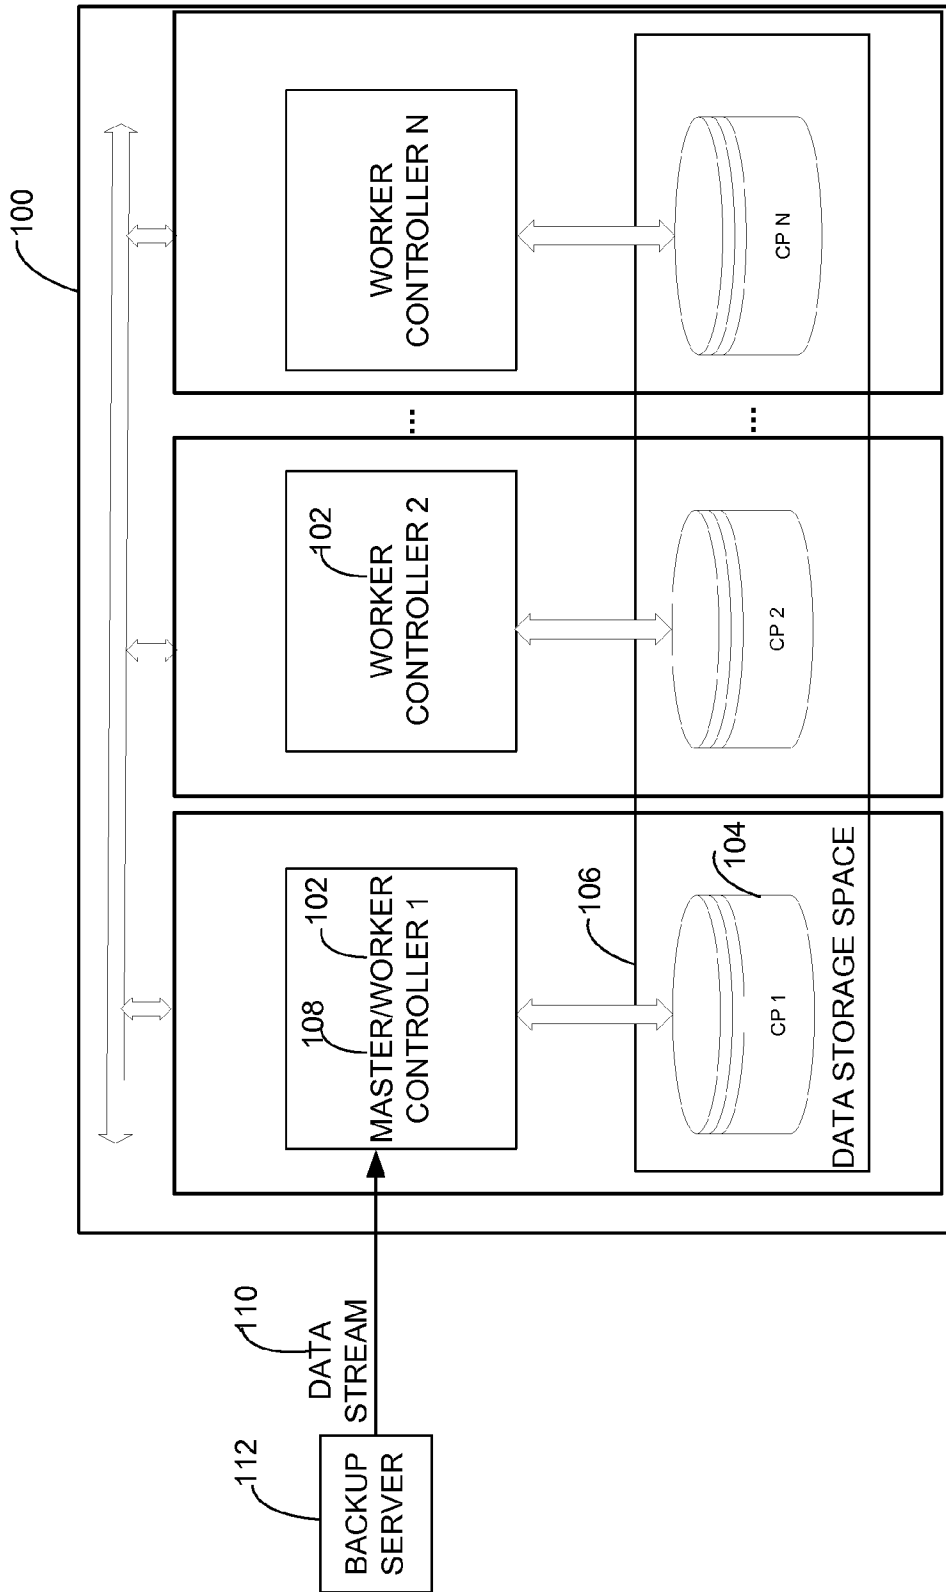 100
WORKER
CONTROLLER N
CP N
...
...
102
WORKER
CONTROLLER 2
CP 2
108
102
MASTER/WORKER
CONTROLLER 1
106
104
CP 1
DATA STORAGE SPACE
110
DATA
STREAM
112
BACKUP
SERVER